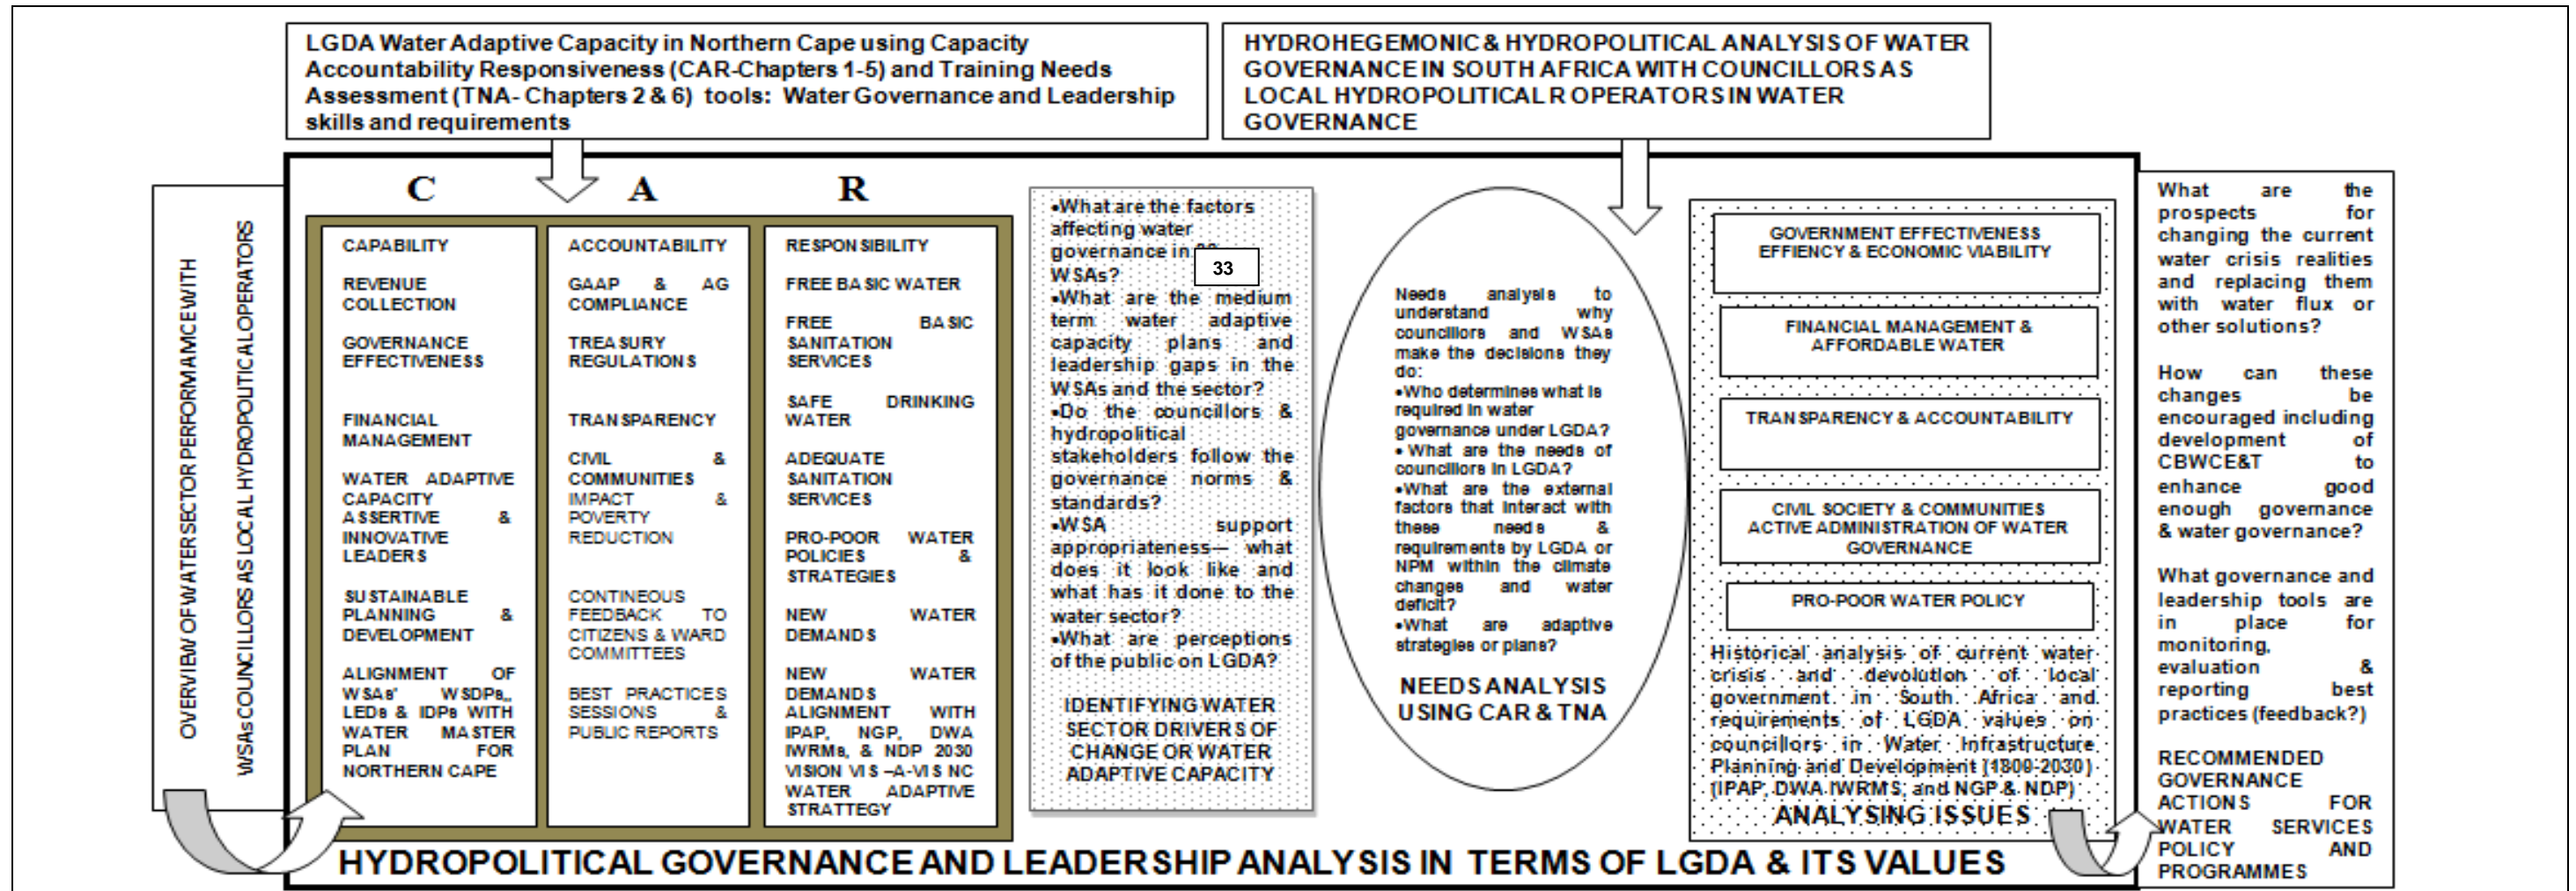 LGDA Water Adaptive Capacity in Northern Cape using Capacity
Accountability Responsiveness (CAR-Chapters 1-5) and Training Needs
Assessment (TNA- Chapters 2 & 6) tools: Water Governance and Leadership
skills and requirements
HYDROHEGEMONIC & HYDROPOLITICAL ANALYSIS OF WATER
GOVERNANCE IN SOUTH AFRICA WITH COUNCILLORS AS
LOCAL HYDROPOLITICAL R OPERATORS IN WATER
GOVERNANCE
OVERVIEW OF WATER SECTOR PERFORMAMCE WITH
WSAs COUNCILLORS AS LOCAL HYDROPOLITICAL OPERATORS
C
A
R
CAPABILITY
REVENUE
COLLECTION
GOVERNANCE
EFFECTIVENESS
FINANCIAL
MANAGEMENT
WATER ADAPTIVE
CAPACITY
ASSERTIVE &
INNOVATIVE
LEADERS
SUSTAINABLE
PLANNING &
DEVELOPMENT
ALIGNMENT OF
WSAs' WSDPs,,
LEDs & IDPs WITH
WATER MASTER
PLAN FOR
NORTHERN CAPE
ACCOUNTABILITY
GAAP & AG
COMPLIANCE
TREASURY
REGULATIONS
TRANSPARENCY
CIVIL &
COMMUNITIES
IMPACT &
POVERTY
REDUCTION
CONTINEOUS
FEEDBACK TO
CITIZENS & WARD
COMMITTEES
BEST PRACTICES
SESSIONS &
PUBLIC REPORTS
RESPONSIBILITY
FREE BASIC WATER
FREE BASIC
SANITATION
SERVICES
SAFE DRINKING
WATER
ADEQUATE
SANITATION
SERVICES
PRO-POOR WATER
POLICIES &
STRATEGIES
NEW WATER
DEMANDS
NEW WATER
DEMANDS
ALIGNMENT WITH
IPAP, NGP, DWA
IWRMs, & NDP 2030
VISION VIS –A-VIS NC
WATER ADAPTIVE
STRATTEGY
•What are the factors
affecting water
governance in
33
WSAs?
•What are the medium
term water adaptive
capacity plans and
leadership gaps in the
WSAs and the sector?
•Do the councillors &
hydropolitical
stakeholders follow the
governance norms &
standards?
•WSA support
appropriateness— what
does it look like and
what has it done to the
water sector?
•What are perceptions
of the public on LGDA?
IDENTIFYING WATER
SECTOR DRIVERS OF
CHANGE OR WATER
ADAPTIVE CAPACITY
Needs analysis to
understand why
councillors and WSAs
make the decisions they
do:
•Who determines what is
required in water
governance under LGDA?
• What are the needs of
councillors in LGDA?
•What are the external
factors that interact with
these needs &
requirements by LGDA or
NPM within the climate
changes and water
deficit?
•What are adaptive
strategies or plans?
NEEDS ANALYSIS
USING CAR & TNA
GOVERNMENT EFFECTIVENESS
EFFIENCY & ECONOMIC VIABILITY
FINANCIAL MANAGEMENT &
AFFORDABLE WATER
TRANSPARENCY & ACCOUNTABILITY
CIVIL SOCIETY & COMMUNITIES
ACTIVE ADMINISTRATION OF WATER
GOVERNANCE
PRO-POOR WATER POLICY
Historical analysis of current water
crisis and devolution of local
government in South Africa and
requirements of LGDA values on
councillors in Water Infrastructure
Planning and Development (1800-2030)
(IPAP, DWA IWRMS, and NGP & NDP)
ANALYSING ISSUES
What are the
prospects for
changing the current
water crisis realities
and replacing them
with water flux or
other solutions?
How can these
changes be
encouraged including
development of
CBWCE&T to
enhance good
enough governance
& water governance?
What governance and
leadership tools are
in place for
monitoring,
evaluation &
reporting best
practices (feedback?)
RECOMMENDED
GOVERNANCE
ACTIONS FOR
WATER SERVICES
POLICY AND
PROGRAMMES
HYDROPOLITICAL GOVERNANCE AND LEADERSHIP ANALYSIS IN TERMS OF LGDA & ITS VALUES